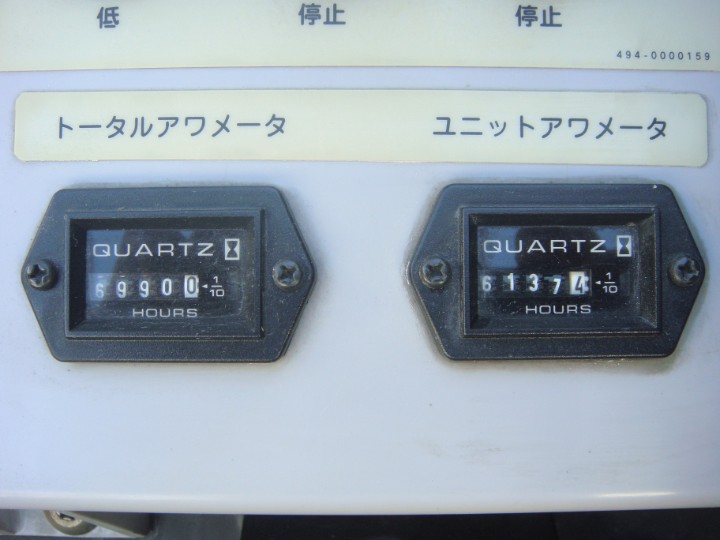 低 停止 停止
494-0000159
トータルアワメータ ユニットアワメータ
QUARTZ
69900 ◄1/10
HOURS
QUARTZ
61374 ◄1/10
HOURS